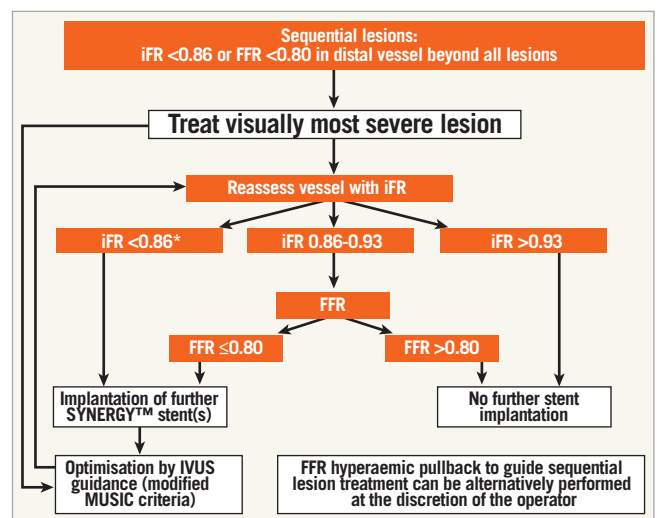 Sequential lesions:
iFR <0.86 or FFR <0.80 in distal vessel beyond all lesions
Treat visually most severe lesion
Reassess vessel with iFR
iFR <0.86*
iFR 0.86-0.93
iFR >0.93
FFR
FFR ≤0.80
FFR >0.80
Implantation of further
SYNERGY™ stent(s)
No further stent
implantation
Optimisation by IVUS
guidance (modified
MUSIC criteria)
FFR hyperaemic pullback to guide sequential
lesion treatment can be alternatively performed
at the discretion of the operator